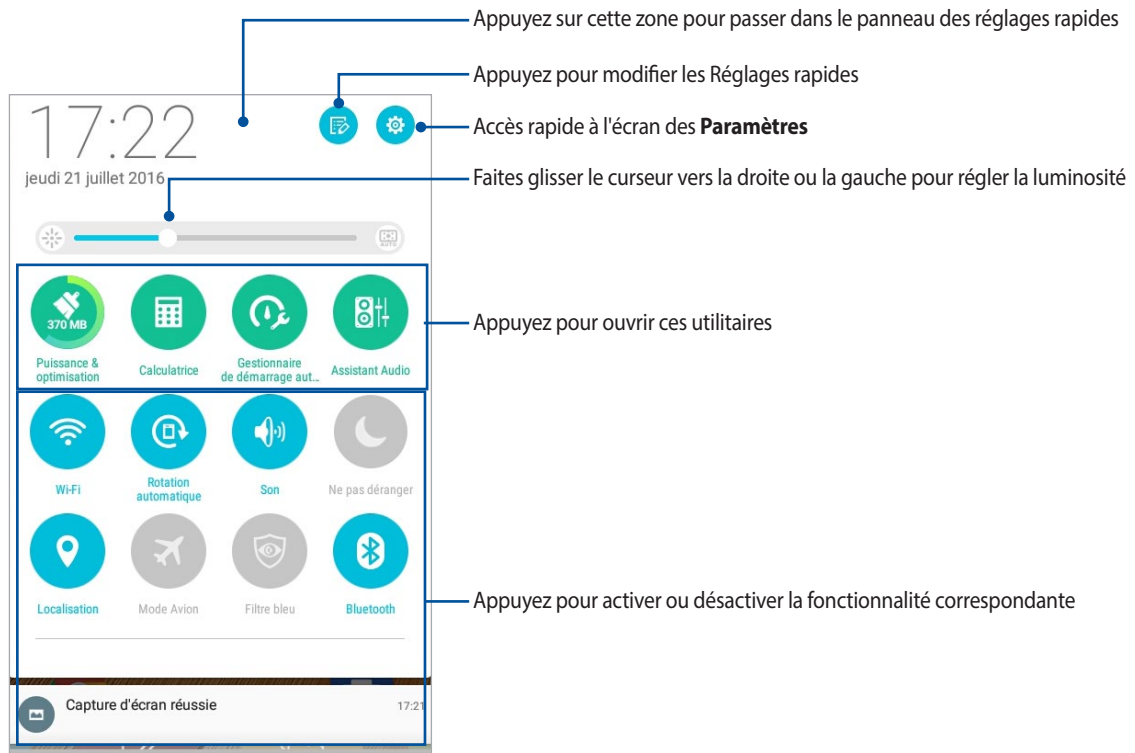 Appuyez sur cette zone pour passer dans le panneau des réglages rapides
Appuyez pour modifier les Réglages rapides
Accès rapide à l'écran des Paramètres
17:22
jeudi 21 juillet 2016
Faites glisser le curseur vers la droite ou la gauche pour régler la luminosité
AUTO
370 MB
Puissance &
optimisation
Calculatrice
Gestionnaire
de démarrage aut...
Assistant Audio
Appuyez pour ouvrir ces utilitaires
Wi-Fi
Rotation
automatique
Son
Ne pas déranger
Localisation
Mode Avion
Filtre bleu
Bluetooth
Appuyez pour activer ou désactiver la fonctionnalité correspondante
Capture d'écran réussie
17:21